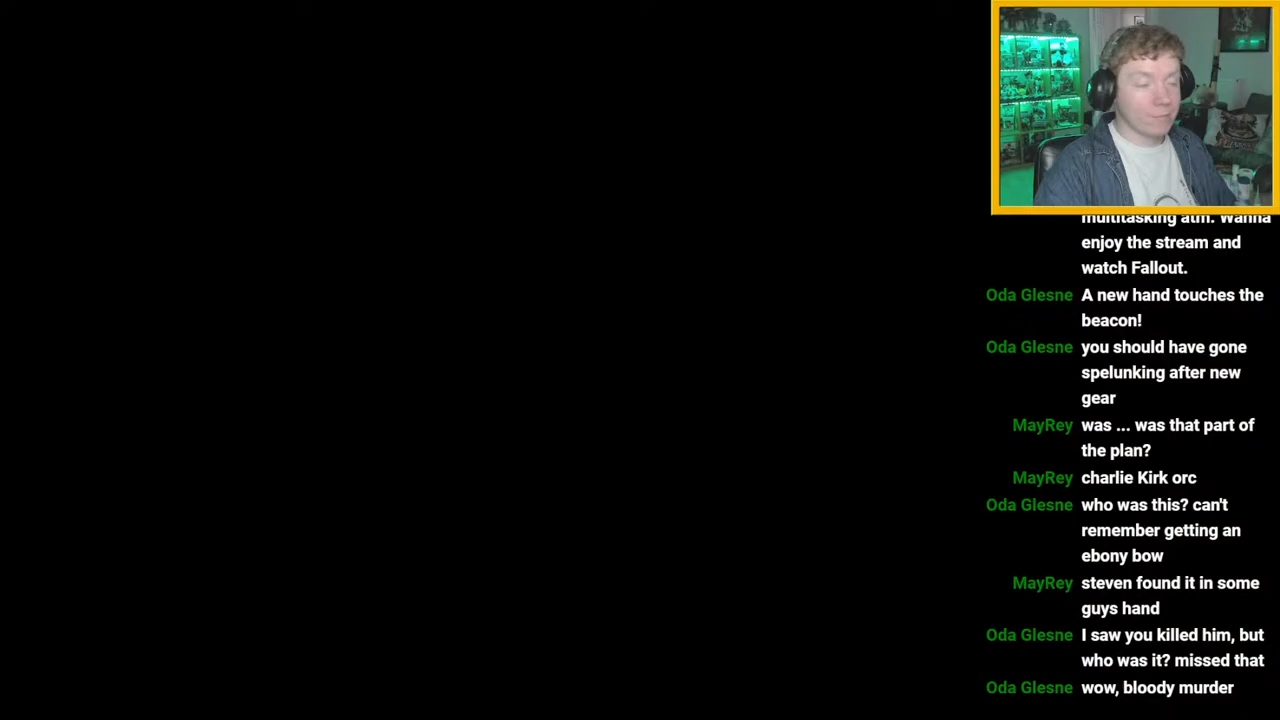 multitasking atm. Wanna
enjoy the stream and
watch Fallout.
Oda Glesne A new hand touches the
beacon!
Oda Glesne you should have gone
spelunking after new
gear
MayRey was ... was that part of
the plan?
MayRey charlie Kirk orc
Oda Glesne who was this? can't
remember getting an
ebony bow
MayRey steven found it in some
guys hand
Oda Glesne I saw you killed him, but
who was it? missed that
Oda Glesne wow, bloody murder